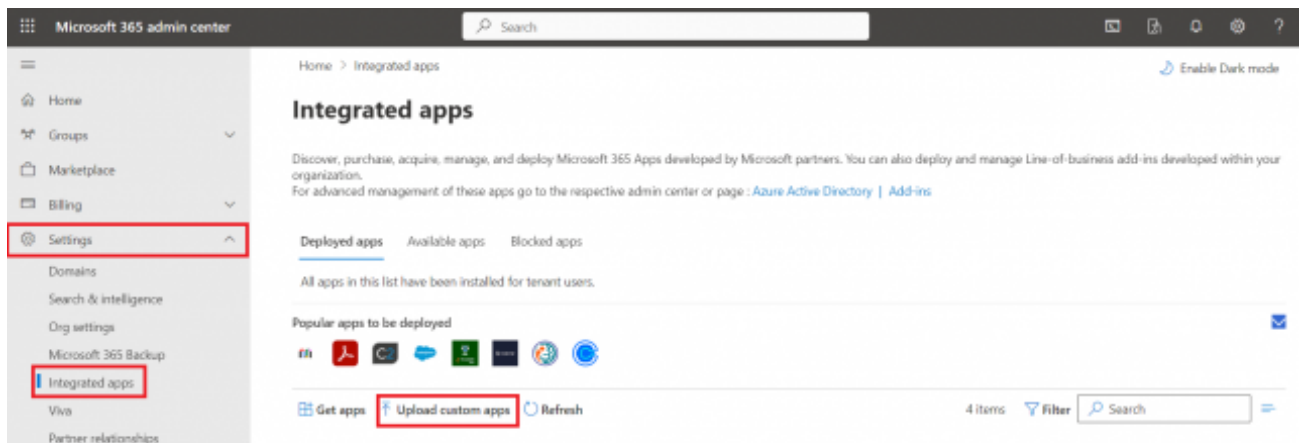 Microsoft 365 admin center
Search
Home > Integrated apps
Enable Dark mode
Home
Groups
Marketplace
Billing
Settings
Domains
Search & intelligence
Org settings
Microsoft 365 Backup
Integrated apps
Viva
Partner relationships
Integrated apps
Discover, purchase, acquire, manage, and deploy Microsoft 365 Apps developed by Microsoft partners. You can also deploy and manage Line-of-business add-ins developed within your
organization.
For advanced management of these apps go to the respective admin center or page : Azure Active Directory | Add-ins
Deployed apps Available apps Blocked apps
All apps in this list have been installed for tenant users.
Popular apps to be deployed
Get apps Upload custom apps Refresh 4 items Filter Search